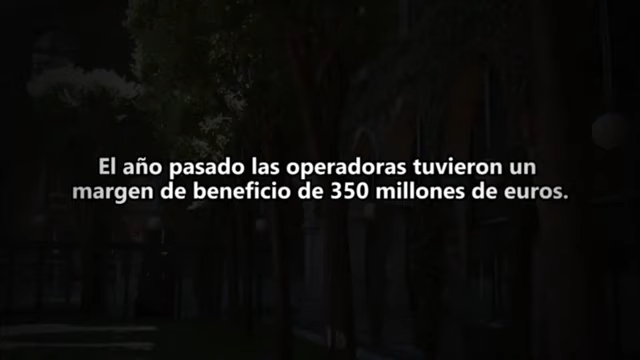 El año pasado las operadoras tuvieron un
margen de beneficio de 350 millones de euros.